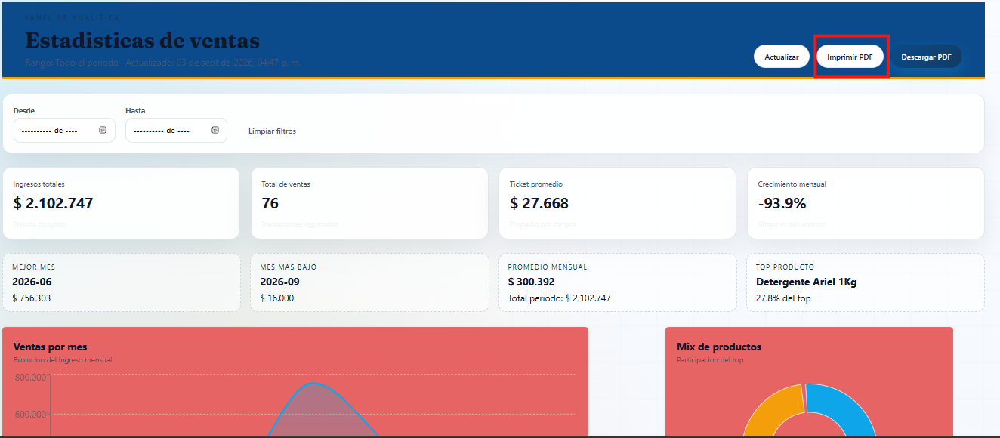 PANEL DE ANALITICA
Estadisticas de ventas
Rango: Todo el periodo - Actualizado: 03 de sept de 2026, 04:47 p. m.
Actualizar
Imprimir PDF
Descargar PDF
Desde
Hasta
---------- de ----
---------- de ----
Limpiar filtros
Ingresos totales
$ 2.102.747
Periodo completo
Total de ventas
76
Transacciones registradas
Ticket promedio
$ 27.668
Promedio por compra
Crecimiento mensual
-93.9%
Ultimo vs mes anterior
MEJOR MES
2026-06
$ 756.303
MES MAS BAJO
2026-09
$ 16.000
PROMEDIO MENSUAL
$ 300.392
Total periodo: $ 2.102.747
TOP PRODUCTO
Detergente Ariel 1Kg
27.8% del top
Ventas por mes
Evolucion del ingreso mensual
800.000
600.000
Mix de productos
Participacion del top